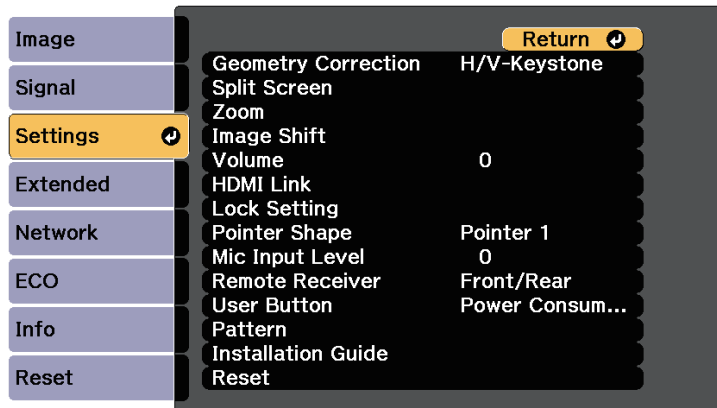 Image
Signal
Settings
Extended
Network
ECO
Info
Reset
Return
Geometry Correction H/V-Keystone
Split Screen
Zoom
Image Shift
Volume 0
HDMI Link
Lock Setting
Pointer Shape Pointer 1
Mic Input Level 0
Remote Receiver Front/Rear
User Button Power Consum...
Pattern
Installation Guide
Reset